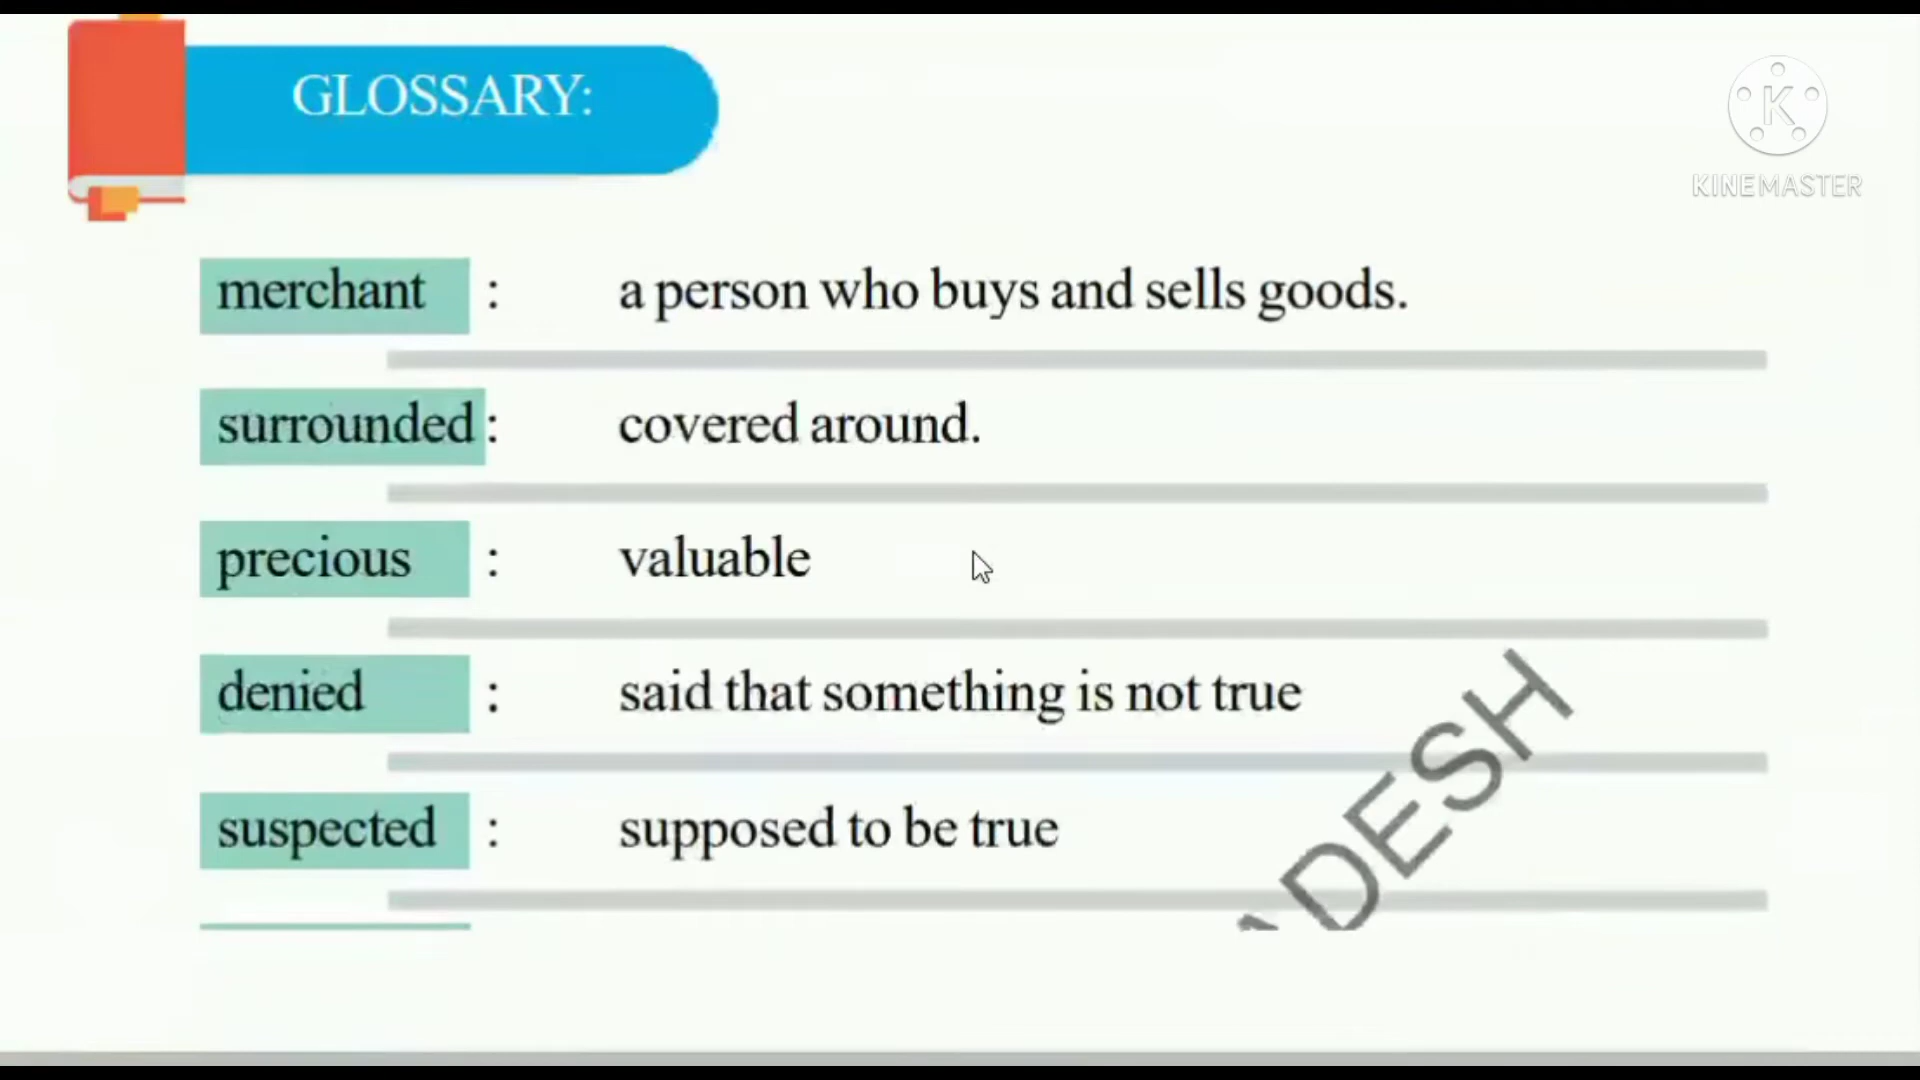 GLOSSARY:
KINEMASTER
merchant : a person who buys and sells goods.
surrounded : covered around.
precious : valuable
denied : said that something is not true
suspected : supposed to be true